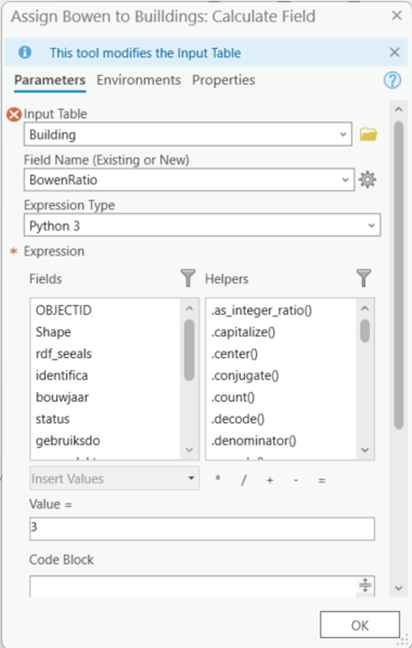 Assign Bowen to Builldings: Calculate Field
This tool modifies the Input Table
Parameters Environments Properties
Input Table
Building
Field Name (Existing or New)
BowenRatio
Expression Type
Python 3
* Expression
Fields Helpers
OBJECTID .as_integer_ratio()
Shape .capitalize()
rdf_seeals .center()
identifica .conjugate()
bouwjaar .count()
status .decode()
gebruiksdo .denominator()
Insert Values * / + - =
Value =
3
Code Block
OK